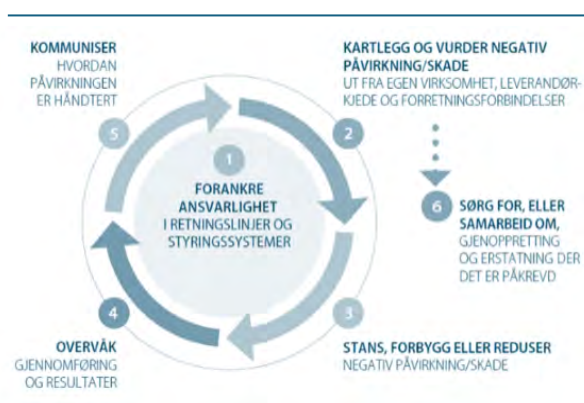 KOMMUNISER
HVORDAN
PÅVIRKNINGEN
ER HÅNDTERT
5
KARTLEGG OG VURDER NEGATIV
PÅVIRKNING/SKADE
UT FRA EGEN VIRKSOMHET, LEVERANDØR-
KJEDE OG FORRETNINGSFORBINDELSER
2
1
FORANKRE
ANSVARLIGHET
I RETNINGSLINJER OG
STYRINGSSYSTEMER
6
SØRG FOR, ELLER
SAMARBEID OM,
GJENOPPRETTING
OG ERSTATNING DER
DET ER PÅKREVD
4
OVERVÅK
GJENNOMFØRING
OG RESULTATER
3
STANS, FORBYGG ELLER REDUSER
NEGATIV PÅVIRKNING/SKADE